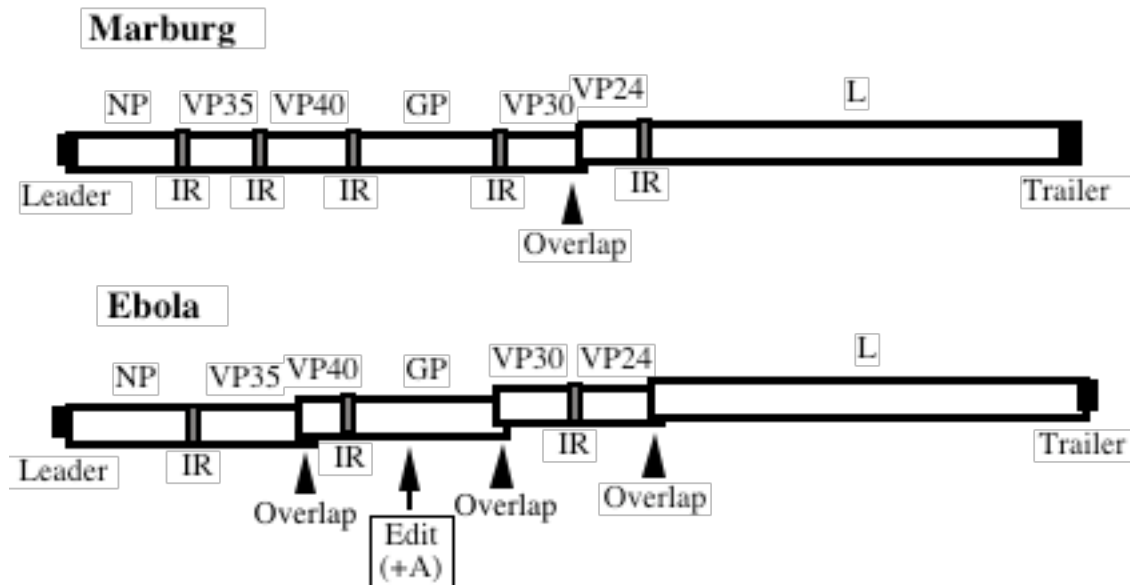 Marburg
NP VP35 VP40 GP VP30 VP24 L
Leader IR IR IR IR IR Trailer
Overlap
Ebola
NP VP35 VP40 GP VP30 VP24 L
Leader IR IR IR Trailer
Overlap Overlap Overlap
Edit
(+A)